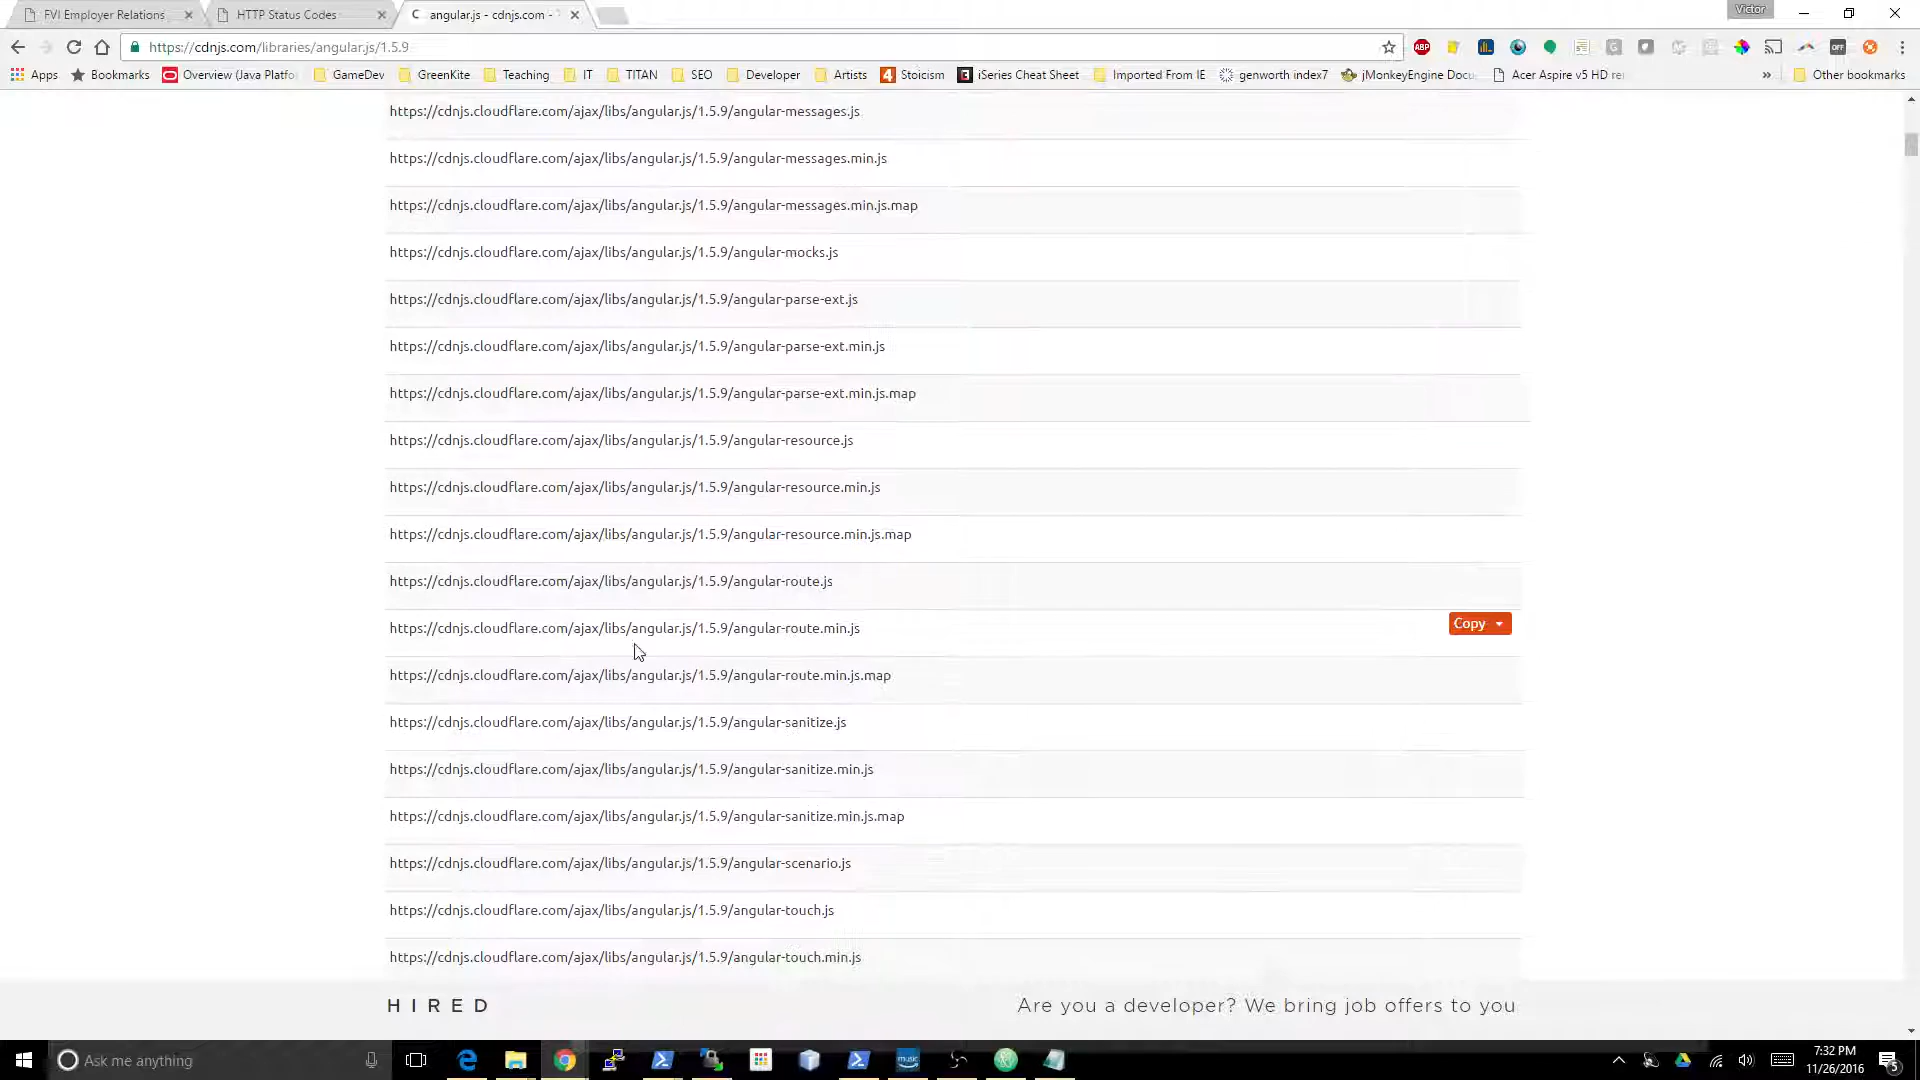 FVI Employer Relations
HTTP Status Codes
angular.js - cdnjs.com -
Victor
https://cdnjs.com/libraries/angular.js/1.5.9
ABP
OFF
Apps
Bookmarks
Overview (Java Platfo
GameDev
GreenKite
Teaching
IT
TITAN
SEO
Developer
Artists
4 Stoicism
iSeries Cheat Sheet
Imported From IE
genworth index7
jMonkeyEngine Docu
Acer Aspire v5 HD re
»
Other bookmarks
https://cdnjs.cloudflare.com/ajax/libs/angular.js/1.5.9/angular-messages.js
https://cdnjs.cloudflare.com/ajax/libs/angular.js/1.5.9/angular-messages.min.js
https://cdnjs.cloudflare.com/ajax/libs/angular.js/1.5.9/angular-messages.min.js.map
https://cdnjs.cloudflare.com/ajax/libs/angular.js/1.5.9/angular-mocks.js
https://cdnjs.cloudflare.com/ajax/libs/angular.js/1.5.9/angular-parse-ext.js
https://cdnjs.cloudflare.com/ajax/libs/angular.js/1.5.9/angular-parse-ext.min.js
https://cdnjs.cloudflare.com/ajax/libs/angular.js/1.5.9/angular-parse-ext.min.js.map
https://cdnjs.cloudflare.com/ajax/libs/angular.js/1.5.9/angular-resource.js
https://cdnjs.cloudflare.com/ajax/libs/angular.js/1.5.9/angular-resource.min.js
https://cdnjs.cloudflare.com/ajax/libs/angular.js/1.5.9/angular-resource.min.js.map
https://cdnjs.cloudflare.com/ajax/libs/angular.js/1.5.9/angular-route.js
https://cdnjs.cloudflare.com/ajax/libs/angular.js/1.5.9/angular-route.min.js
Copy
https://cdnjs.cloudflare.com/ajax/libs/angular.js/1.5.9/angular-route.min.js.map
https://cdnjs.cloudflare.com/ajax/libs/angular.js/1.5.9/angular-sanitize.js
https://cdnjs.cloudflare.com/ajax/libs/angular.js/1.5.9/angular-sanitize.min.js
https://cdnjs.cloudflare.com/ajax/libs/angular.js/1.5.9/angular-sanitize.min.js.map
https://cdnjs.cloudflare.com/ajax/libs/angular.js/1.5.9/angular-scenario.js
https://cdnjs.cloudflare.com/ajax/libs/angular.js/1.5.9/angular-touch.js
https://cdnjs.cloudflare.com/ajax/libs/angular.js/1.5.9/angular-touch.min.js
HIRED
Are you a developer? We bring job offers to you
Ask me anything
music
7:32 PM
11/26/2016
5